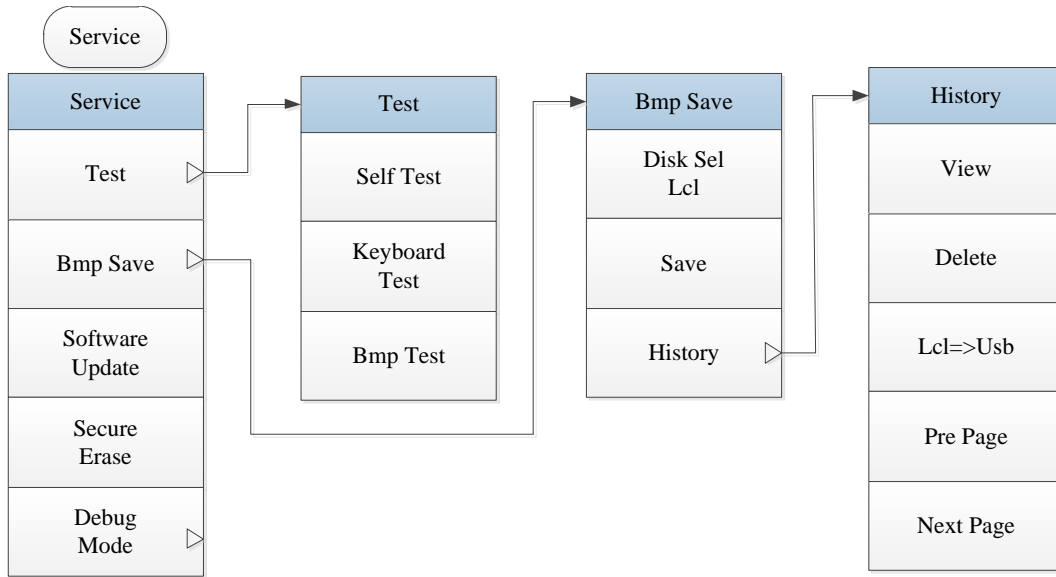 Service
Service
Test
Bmp Save
Software
Update
Secure
Erase
Debug
Mode
Test
Self Test
Keyboard
Test
Bmp Test
Bmp Save
Disk Sel
Lcl
Save
History
History
View
Delete
Lcl=>Usb
Pre Page
Next Page